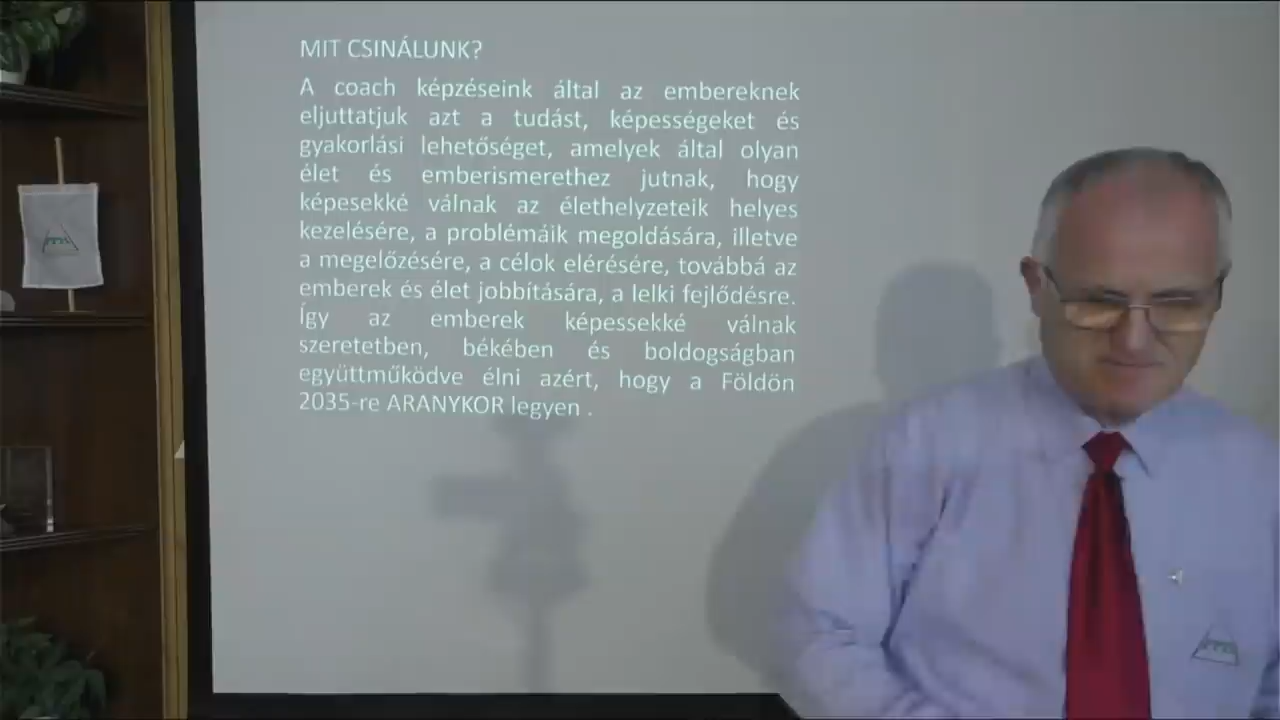 MIT CSINÁLUNK?
A coach képzéseink által az embereknek
eljuttatjuk azt a tudást, képességeket és
gyakorlási lehetőséget, amelyek által olyan
élet és emberismerethez jutnak, hogy
képesekké válnak az élethelyzeteik helyes
kezelésére, a problémáik megoldására, illetve
a megelőzésére, a célok elérésére, továbbá az
emberek és élet jobbítására, a lelki fejlődésre.
Így az emberek képessekké válnak
szeretetben, békében és boldogságban
együttműködve élni azért, hogy a Földön
2035-re ARANYKOR legyen .